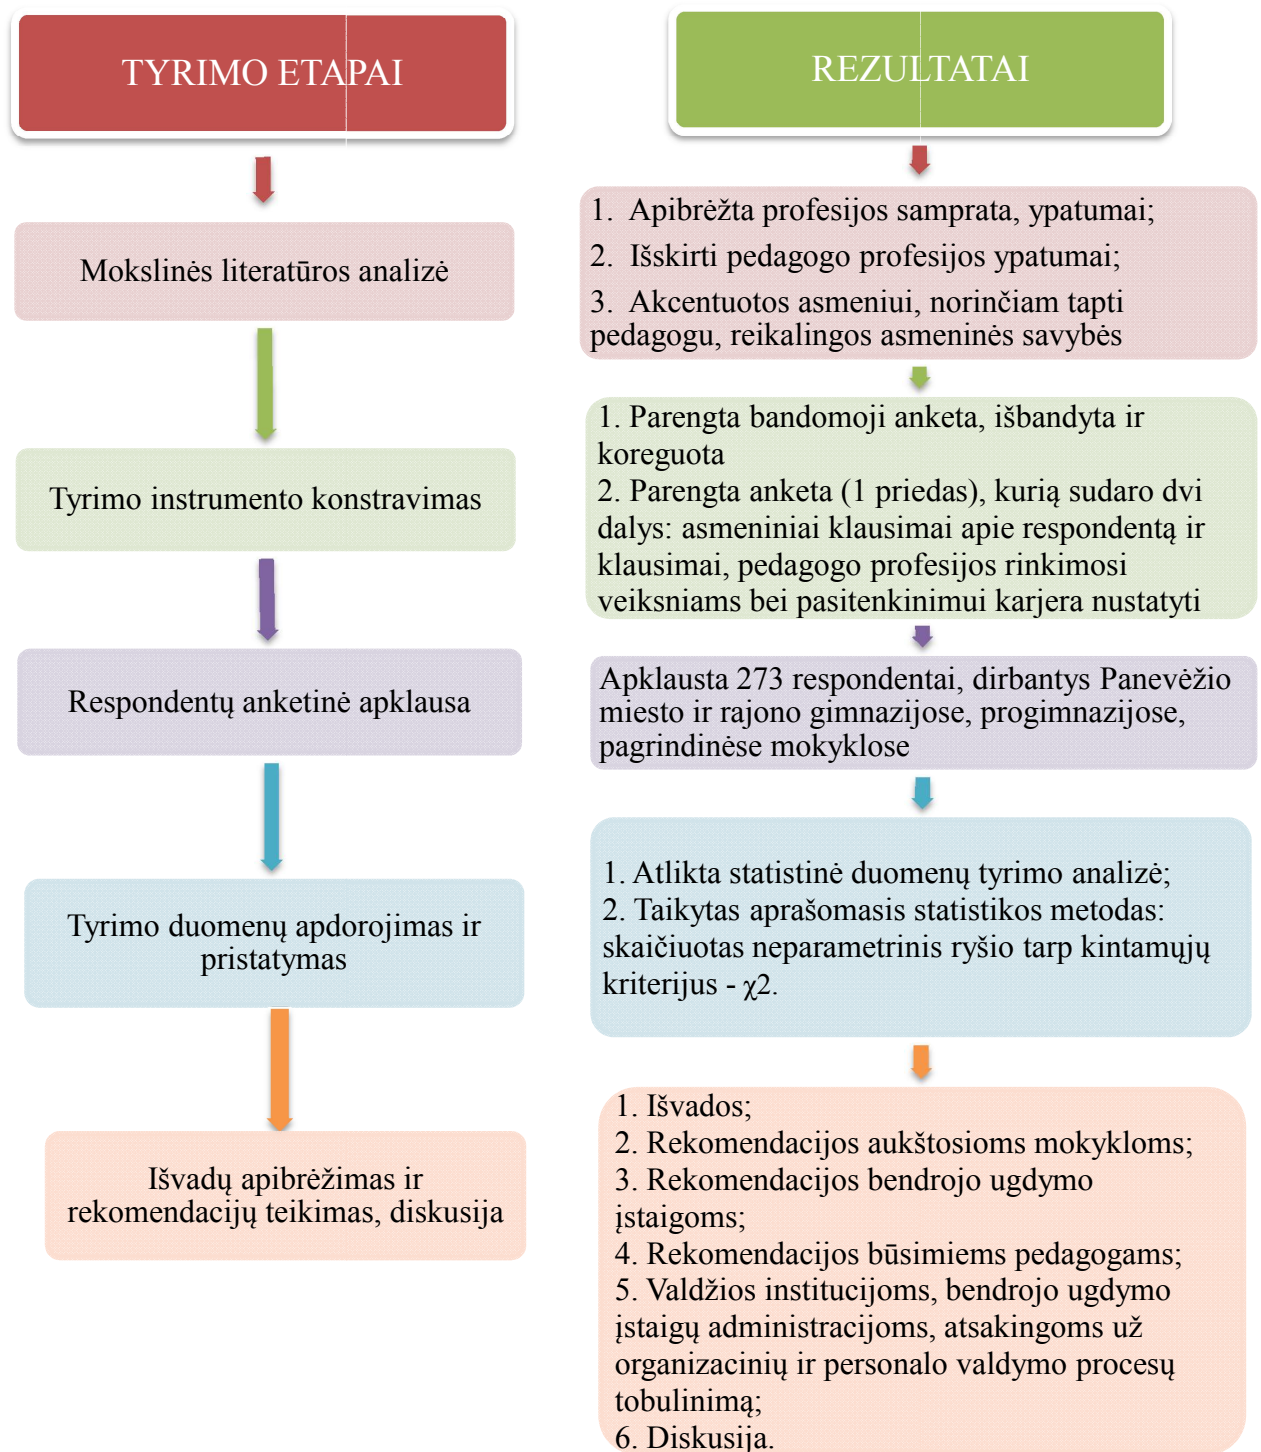 TYRIMO ETAPAI
REZULTATAI
Mokslinės literatūros analizė
1. Apibrėžta profesijos samprata, ypatumai;
2. Išskirti pedagogo profesijos ypatumai;
3. Akcentuotos asmeniui, norinčiam tapti
pedagogu, reikalingos asmeninės savybės
Tyrimo instrumento konstravimas
1. Parengta bandomoji anketa, išbandyta ir
koreguota
2. Parengta anketa (1 priedas), kurią sudaro dvi
dalys: asmeniniai klausimai apie respondentą ir
klausimai, pedagogo profesijos rinkimosi
veiksniams bei pasitenkinimui karjera nustatyti
Respondentų anketinė apklausa
Apklausta 273 respondentai, dirbantys Panevėžio
miesto ir rajono gimnazijose, progimnazijose,
pagrindinėse mokyklose
Tyrimo duomenų apdorojimas ir
pristatymas
1. Atlikta statistinė duomenų tyrimo analizė;
2. Taikytas aprašomasis statistikos metodas:
skaičiuotas neparametrinis ryšio tarp kintamųjų
kriterijus - χ2.
Išvadų apibrėžimas ir
rekomendacijų teikimas, diskusija
1. Išvados;
2. Rekomendacijos aukštosioms mokykloms;
3. Rekomendacijos bendrojo ugdymo
įstaigoms;
4. Rekomendacijos būsimiems pedagogams;
5. Valdžios institucijoms, bendrojo ugdymo
įstaigų administracijoms, atsakingoms už
organizacinių ir personalo valdymo procesų
tobulinimą;
6. Diskusija.